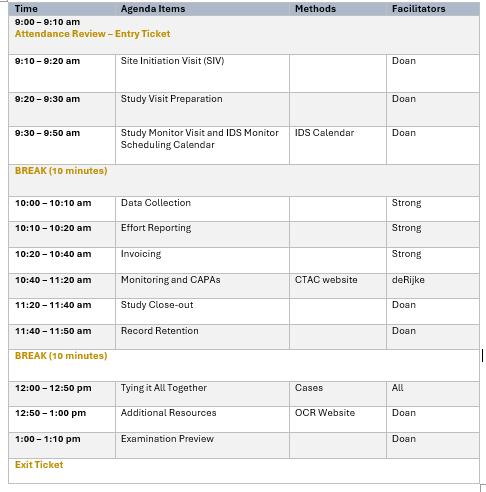 Time Agenda Items Methods Facilitators
9:00 – 9:10 am
Attendance Review – Entry Ticket
9:10 – 9:20 am Site Initiation Visit (SIV) Doan
9:20 – 9:30 am Study Visit Preparation Doan
9:30 – 9:50 am Study Monitor Visit and IDS Monitor IDS Calendar Doan
Scheduling Calendar
BREAK (10 minutes)
10:00 – 10:10 am Data Collection Strong
10:10 – 10:20 am Effort Reporting Strong
10:20 – 10:40 am Invoicing Strong
10:40 – 11:20 am Monitoring and CAPAs CTAC website deRijke
11:20 – 11:40 am Study Close-out Doan
11:40 – 11:50 am Record Retention Doan
BREAK (10 minutes)
12:00 – 12:50 pm Tying it All Together Cases All
12:50 – 1:00 pm Additional Resources OCR Website Doan
1:00 – 1:10 pm Examination Preview Doan
Exit Ticket